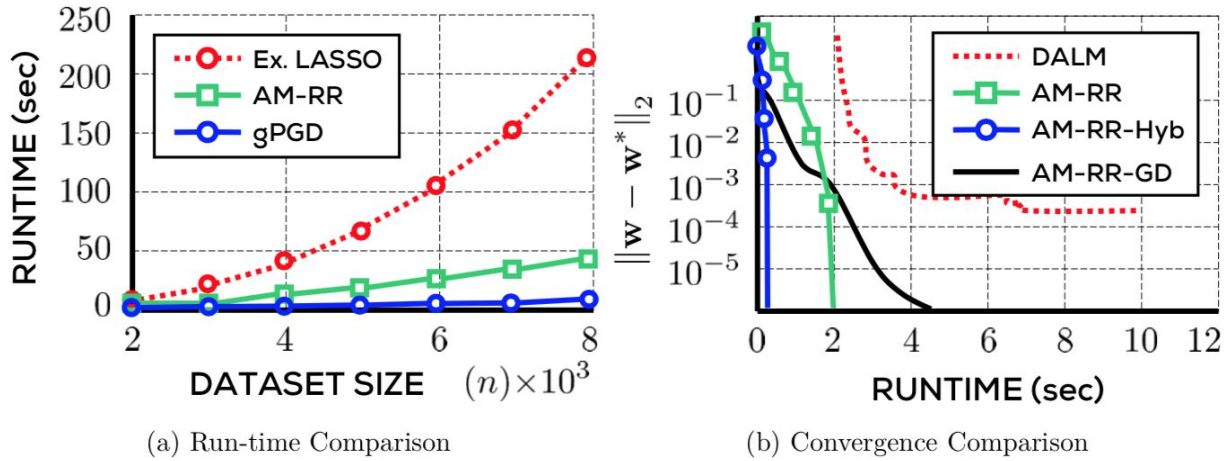 RUNTIME (sec)
250
200
150
100
50
0
Ex. LASSO
AM-RR
gPGD
2
4
6
8
DATASET SIZE (n)×10³
(a) Run-time Comparison
‖w − w*‖₂
10⁻¹
10⁻²
10⁻³
10⁻⁴
10⁻⁵
DALM
AM-RR
AM-RR-Hyb
AM-RR-GD
0
2
4
6
8
10
12
RUNTIME (sec)
(b) Convergence Comparison